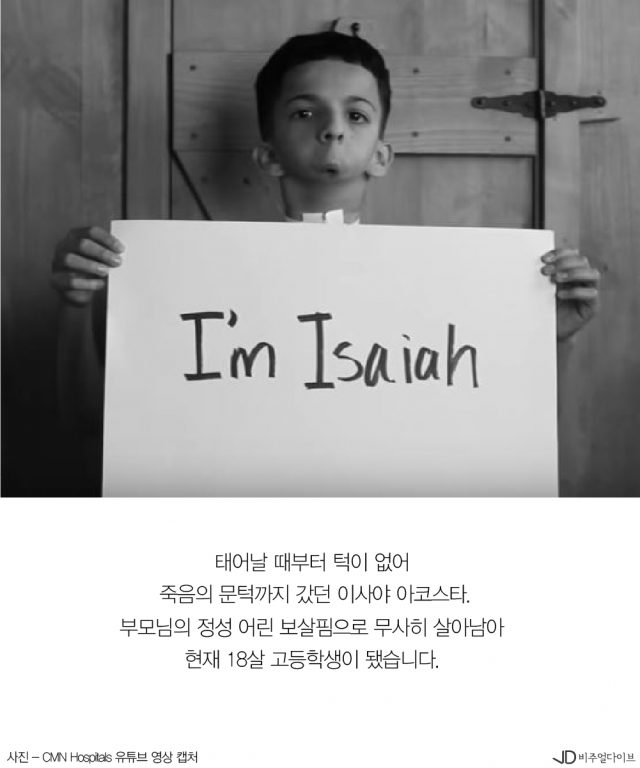 I'm Isaiah
태어날 때부터 턱이 없어
죽음의 문턱까지 갔던 이사야 아코스타.
부모님의 정성 어린 보살핌으로 무사히 살아남아
현재 18살 고등학생이 됐습니다.
사진 – CMN Hospitals 유튜브 영상 캡처
VD 비주얼다이브